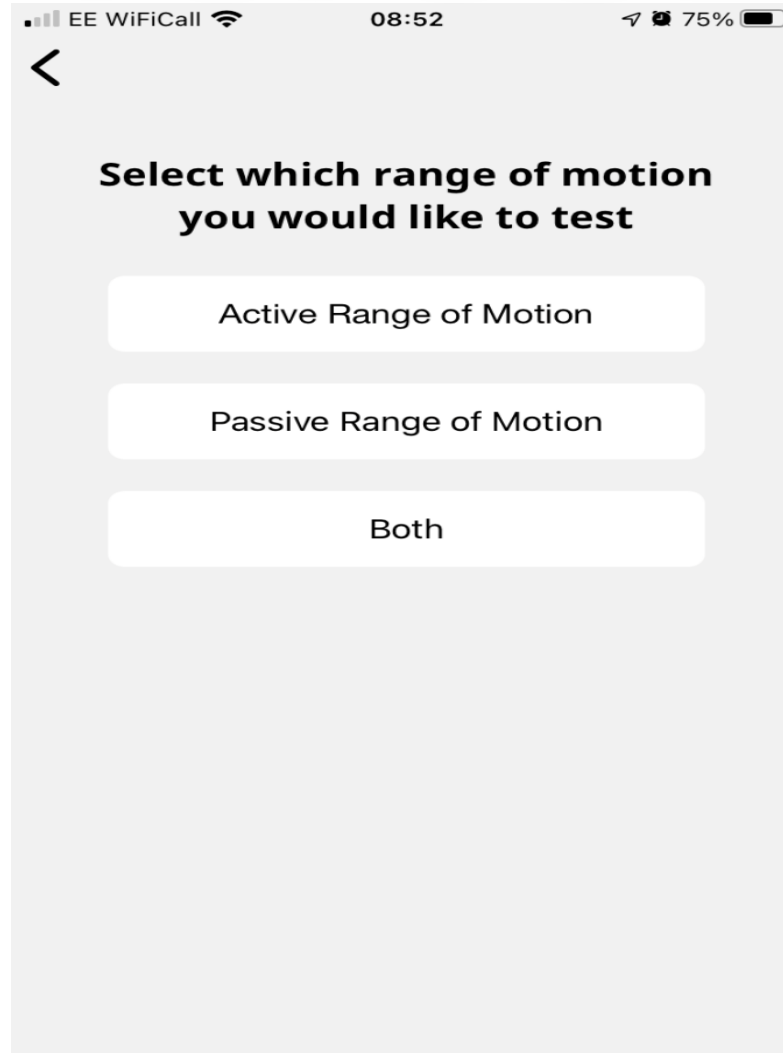 EE WiFiCall 08:52 75%
Select which range of motion
you would like to test
Active Range of Motion
Passive Range of Motion
Both